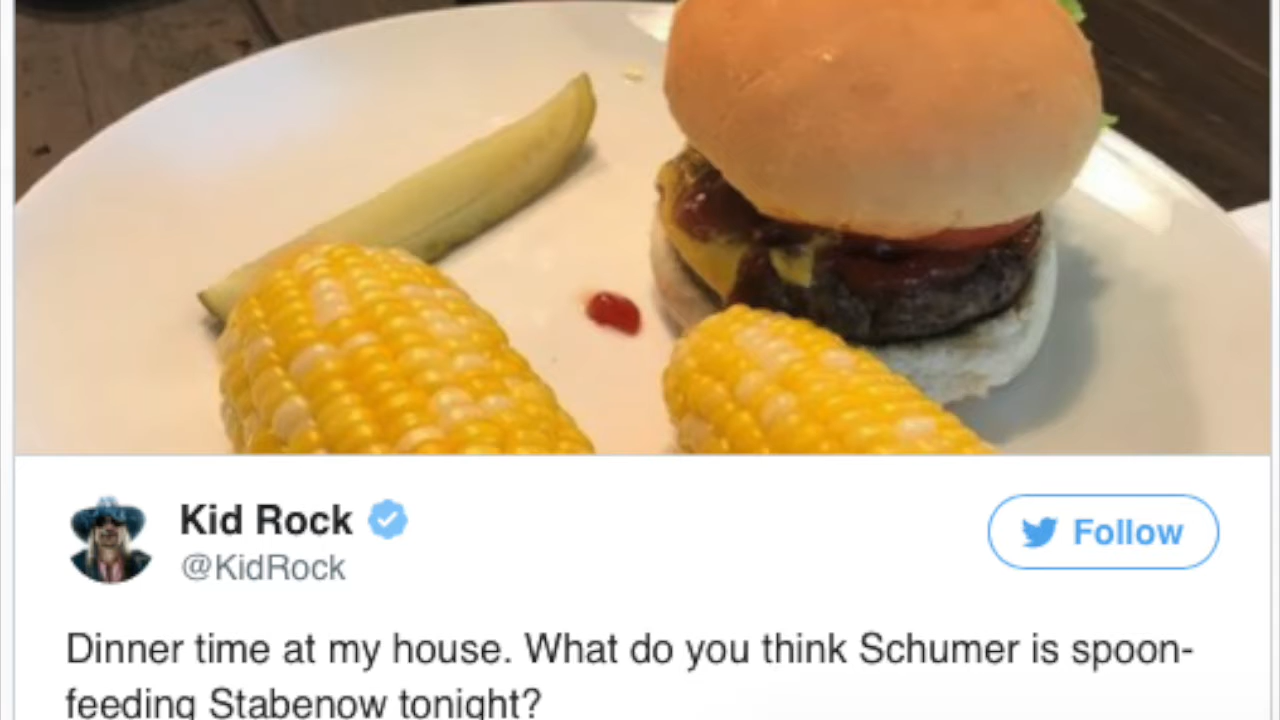 Kid Rock
@KidRock
Follow
Dinner time at my house. What do you think Schumer is spoon-
feeding Stabenow tonight?